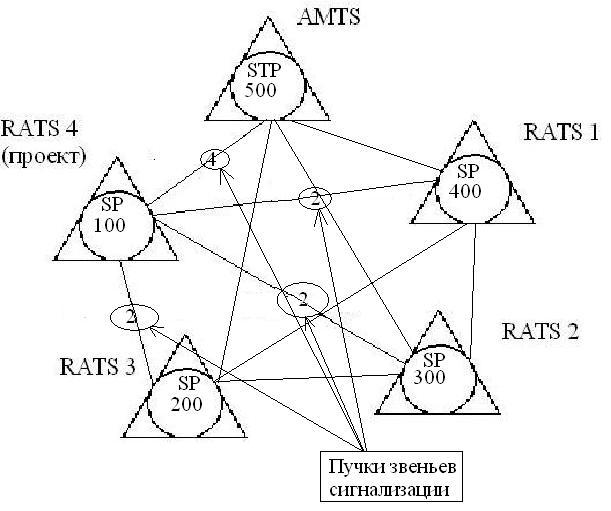 AMTS
STP
500
RATS 4
(проект)
RATS 1
4
SP
100
SP
400
2
2
2
RATS 2
RATS 3
SP
300
SP
200
Пучки звеньев
сигнализации